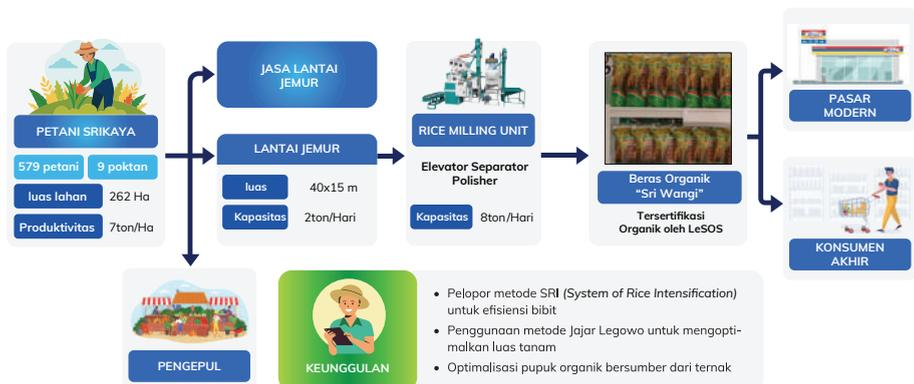 PETANI SRIKAYA
579 petani
9 poktan
luas lahan
262 Ha
Produktivitas
7ton/Ha
JASA LANTAI
JEMUR
LANTAI JEMUR
luas
40x15 m
Kapasitas
2ton/Hari
RICE MILLING UNIT
Elevator Separator
Polisher
Kapasitas
8ton/Hari
Beras Organik
“Sri Wangi”
Tersertifikasi
Organik oleh LeSOS
PASAR
MODERN
KONSUMEN
AKHIR
PENGEPUL
KEUNGGULAN
• Pelopor metode SRI (System of Rice Intensification)
untuk efisiensi bibit
• Penggunaan metode Jajar Legowo untuk mengopti-
malkan luas tanam
• Optimalisasi pupuk organik bersumber dari ternak